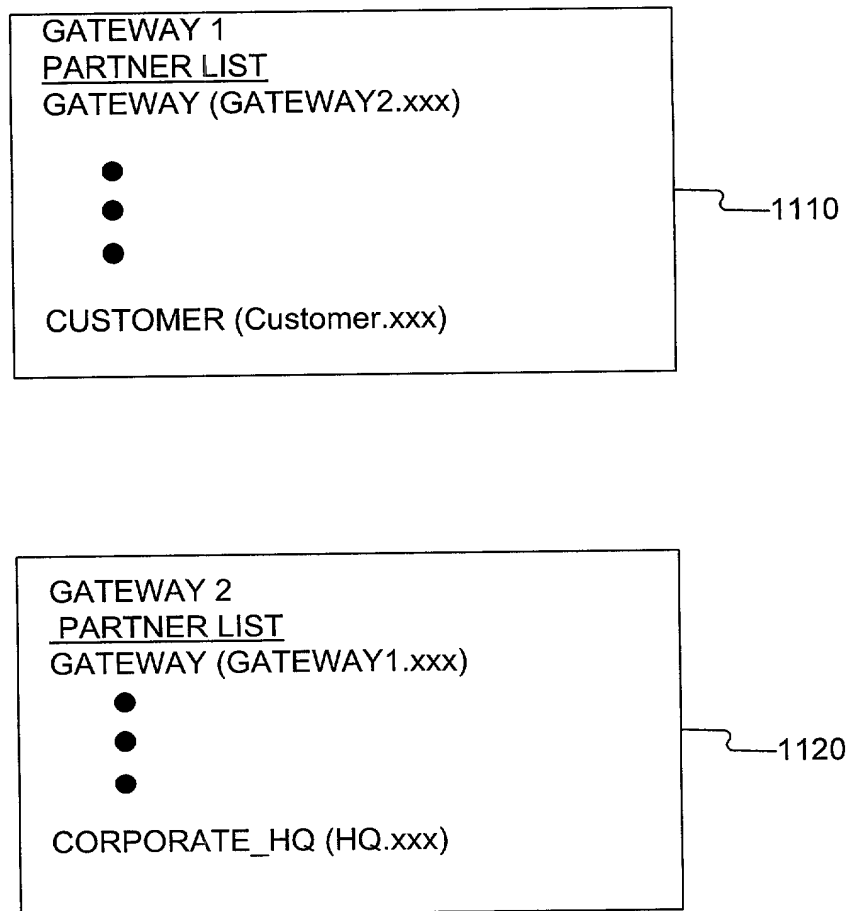 GATEWAY 1
PARTNER LIST
GATEWAY (GATEWAY2.xxx)
CUSTOMER (Customer.xxx)
1110
GATEWAY 2
PARTNER LIST
GATEWAY (GATEWAY1.xxx)
CORPORATE_HQ (HQ.xxx)
1120